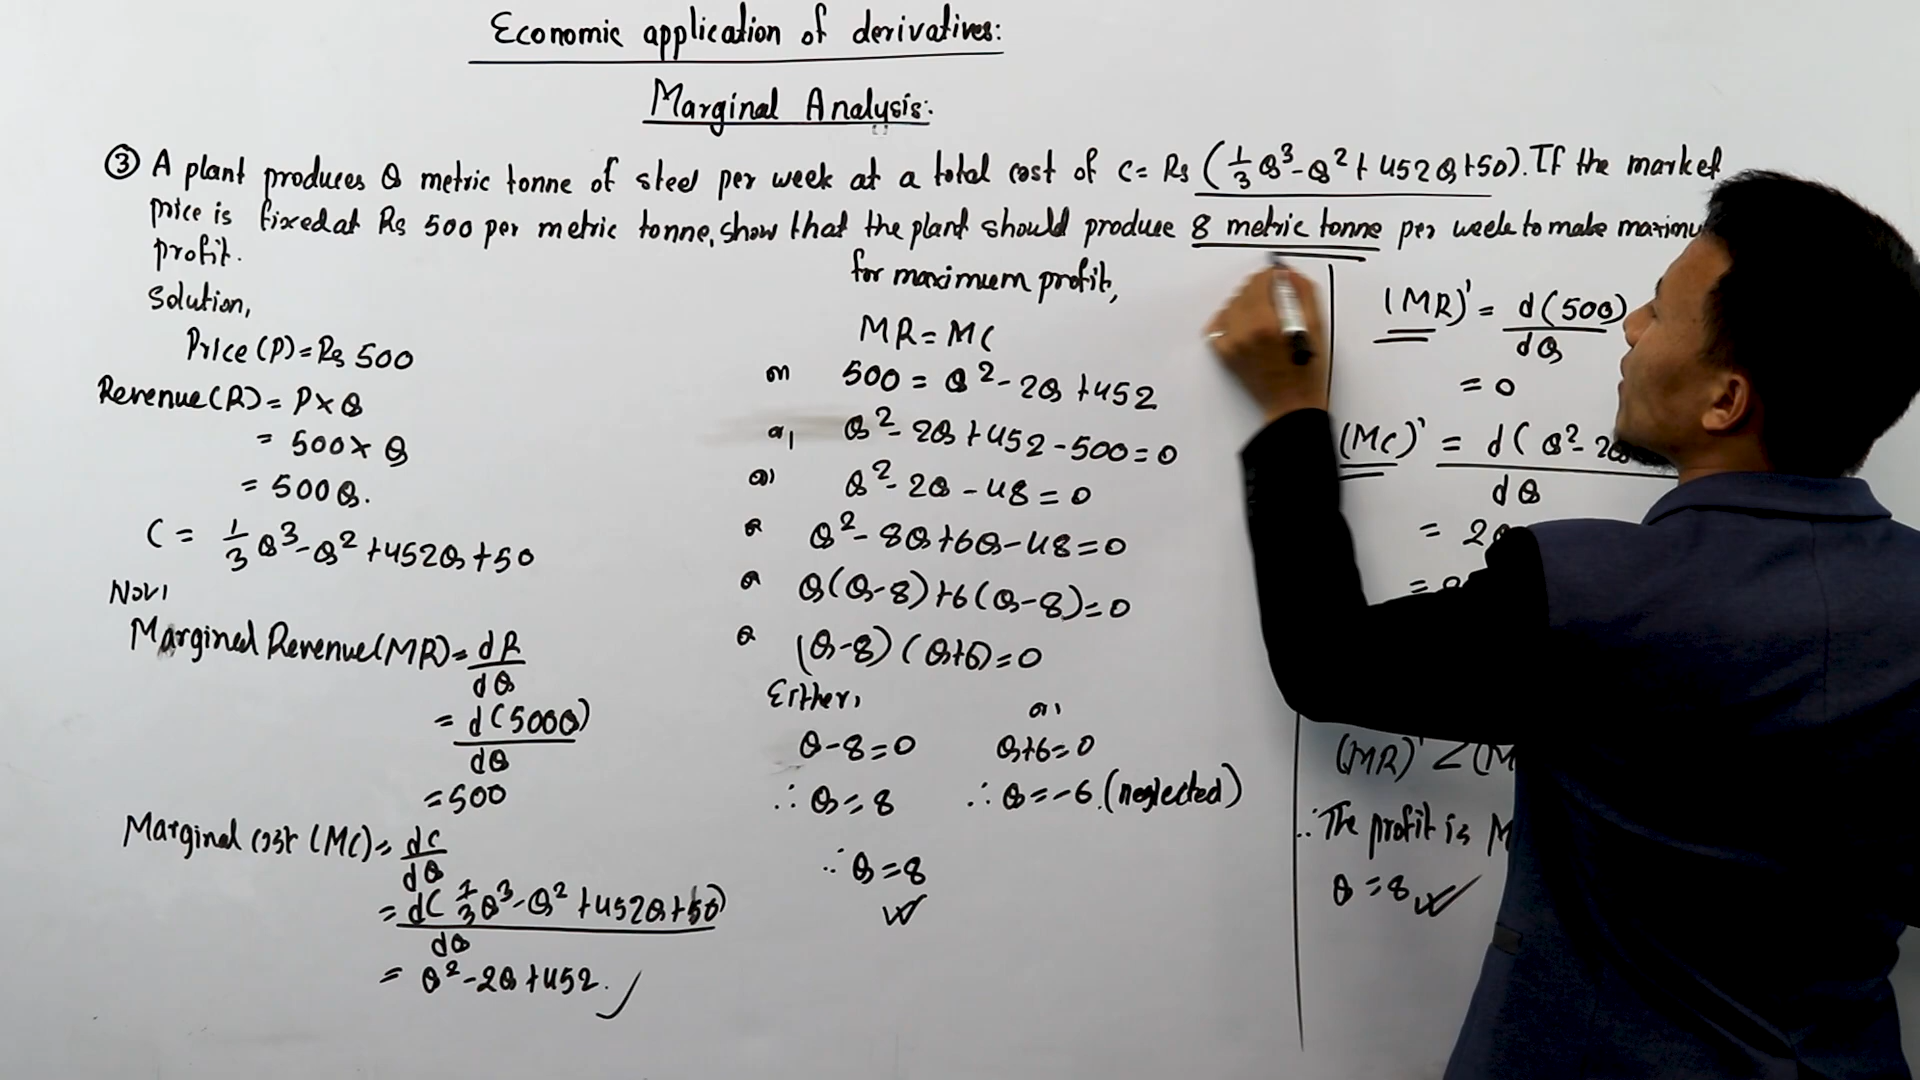 Economic application of derivatives:
Marginal Analysis:
③ A plant produces Q metric tonne of steel per week at a total cost of C= Rs (1/3 Q³-Q²+452Q+50). If the market
price is fixed at Rs 500 per metric tonne, show that the plant should produce 8 metric tonne per week to make maximu
profit.
Solution,
Price (P)=Rs 500
Revenue(R)= P×Q
= 500×Q
= 500Q.
C = 1/3 Q³-Q²+452Q+50
Now,
Marginal Revenue(MR)= dR/dQ
= d(500Q)/dQ
=500
Marginal cost (MC)= dC/dQ
= d(1/3 Q³-Q²+452Q+50)/dQ
= Q²-2Q+452.
for maximum profit,
MR=MC
or 500 = Q²-2Q+452
or, Q²-2Q+452-500=0
or, Q²-2Q-48=0
or Q²-8Q+6Q-48=0
or Q(Q-8)+6(Q-8)=0
or (Q-8)(Q+6)=0
Either, or,
Q-8=0 Q+6=0
∴ Q=8 ∴ Q=-6.(neglected)
∴ Q=8
(MR)' = d(500)/dQ
= 0
(MC)' = d(Q²-2Q/dQ
= 2
=
(MR)' <(M
∴ The profit is M
Q=8